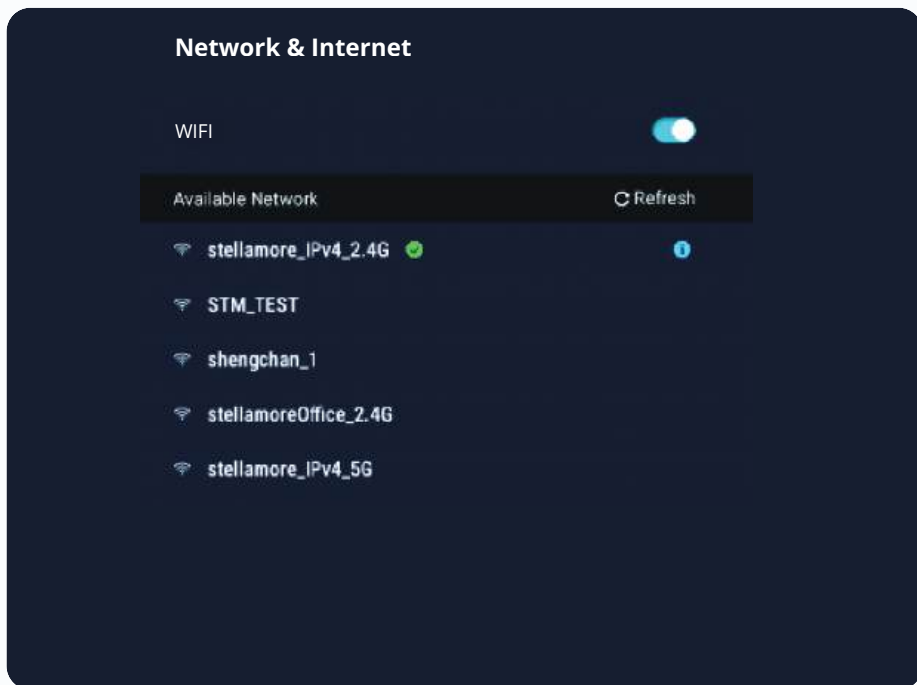 Network & Internet
WIFI
Available Network Refresh
stellamore_IPv4_2.4G
STM_TEST
shengchan_1
stellamoreOffice_2.4G
stellamore_IPv4_5G